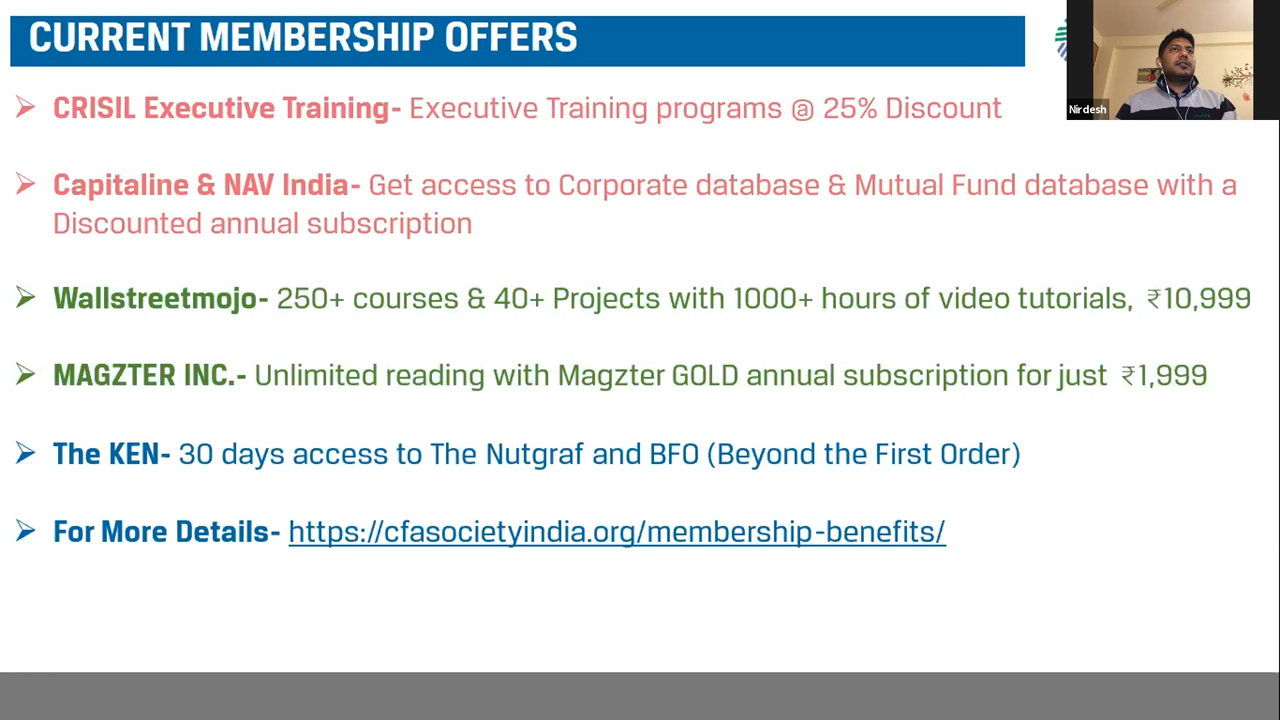 CURRENT MEMBERSHIP OFFERS
Nirdesh
➢ CRISIL Executive Training- Executive Training programs @ 25% Discount
➢ Capitaline & NAV India- Get access to Corporate database & Mutual Fund database with a
Discounted annual subscription
➢ Wallstreetmojo- 250+ courses & 40+ Projects with 1000+ hours of video tutorials, ₹10,999
➢ MAGZTER INC.- Unlimited reading with Magzter GOLD annual subscription for just ₹1,999
➢ The KEN- 30 days access to The Nutgraf and BFO (Beyond the First Order)
➢ For More Details- https://cfasocietyindia.org/membership-benefits/